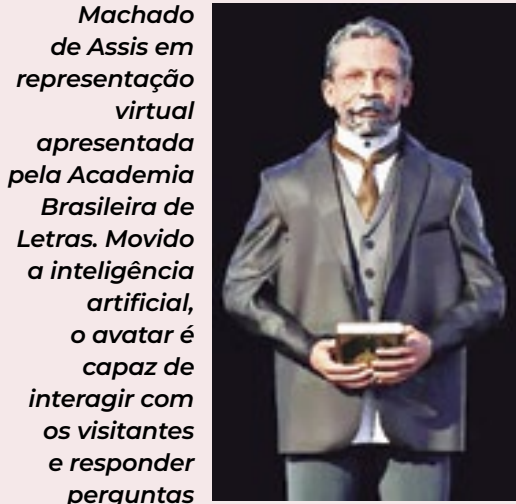 Machado
de Assis em
representação
virtual
apresentada
pela Academia
Brasileira de
Letras. Movido
a inteligência
artificial,
o avatar é
capaz de
interagir com
os visitantes
e responder
perguntas